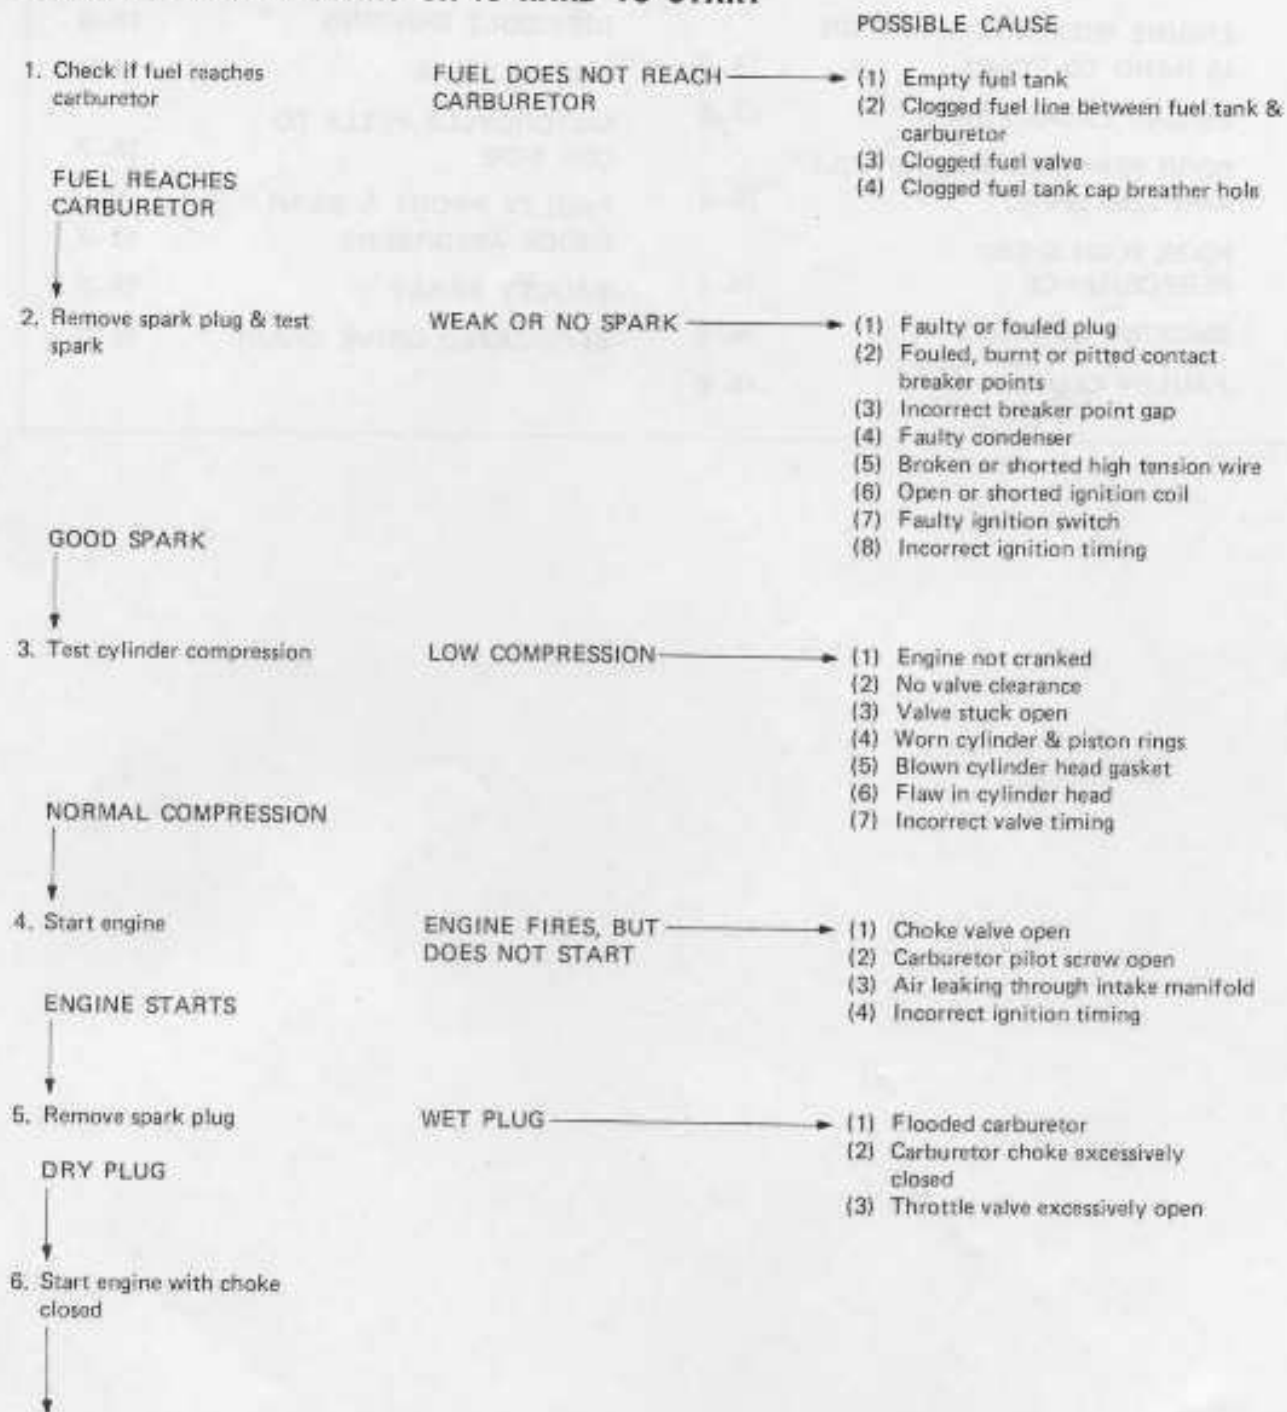 OR IS HARD TO START
POSSIBLE CAUSE
1. Check if fuel reaches
carburetor
FUEL DOES NOT REACH
CARBURETOR
(1) Empty fuel tank
(2) Clogged fuel line between fuel tank &
carburetor
(3) Clogged fuel valve
(4) Clogged fuel tank cap breather hole
FUEL REACHES
CARBURETOR
2. Remove spark plug & test
spark
WEAK OR NO SPARK
(1) Faulty or fouled plug
(2) Fouled, burnt or pitted contact
breaker points
(3) Incorrect breaker point gap
(4) Faulty condenser
(5) Broken or shorted high tension wire
(6) Open or shorted ignition coil
(7) Faulty ignition switch
(8) Incorrect ignition timing
GOOD SPARK
3. Test cylinder compression
LOW COMPRESSION
(1) Engine not cranked
(2) No valve clearance
(3) Valve stuck open
(4) Worn cylinder & piston rings
(5) Blown cylinder head gasket
(6) Flaw in cylinder head
(7) Incorrect valve timing
NORMAL COMPRESSION
4. Start engine
ENGINE FIRES, BUT
DOES NOT START
(1) Choke valve open
(2) Carburetor pilot screw open
(3) Air leaking through intake manifold
(4) Incorrect ignition timing
ENGINE STARTS
5. Remove spark plug
WET PLUG
(1) Flooded carburetor
(2) Carburetor choke excessively
closed
(3) Throttle valve excessively open
DRY PLUG
6. Start engine with choke
closed